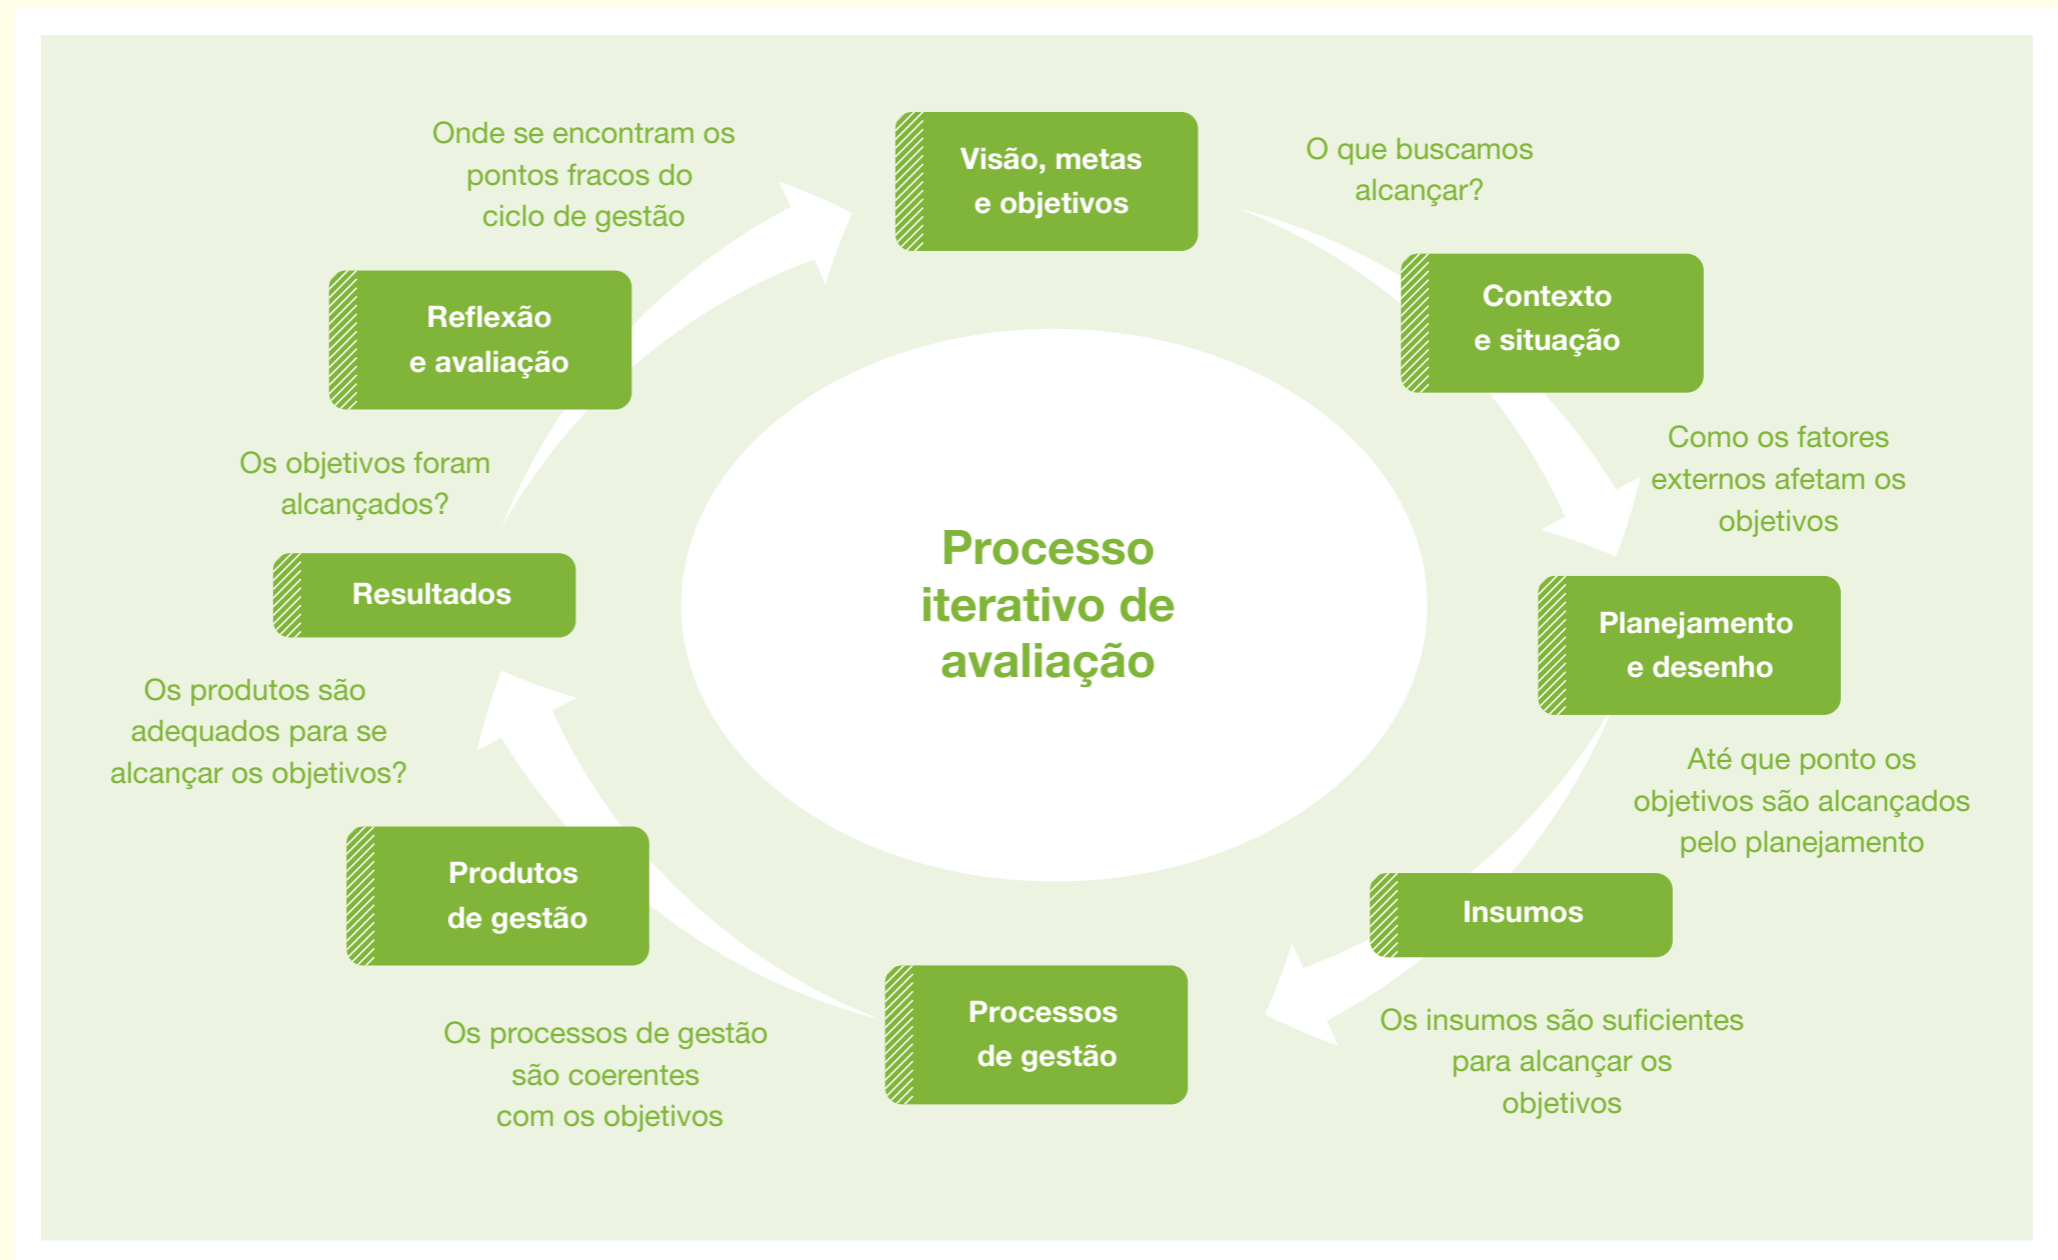 Visão, metas
e objetivos
O que buscamos
alcançar?
Contexto
e situação
Como os fatores
externos afetam os
objetivos
Planejamento
e desenho
Até que ponto os
objetivos são alcançados
pelo planejamento
Insumos
Os insumos são suficientes
para alcançar os
objetivos
Processos
de gestão
Os processos de gestão
são coerentes
com os objetivos
Produtos
de gestão
Os produtos são
adequados para se
alcançar os objetivos?
Resultados
Os objetivos foram
alcançados?
Reflexão
e avaliação
Onde se encontram os
pontos fracos do
ciclo de gestão
Processo
iterativo de
avaliação